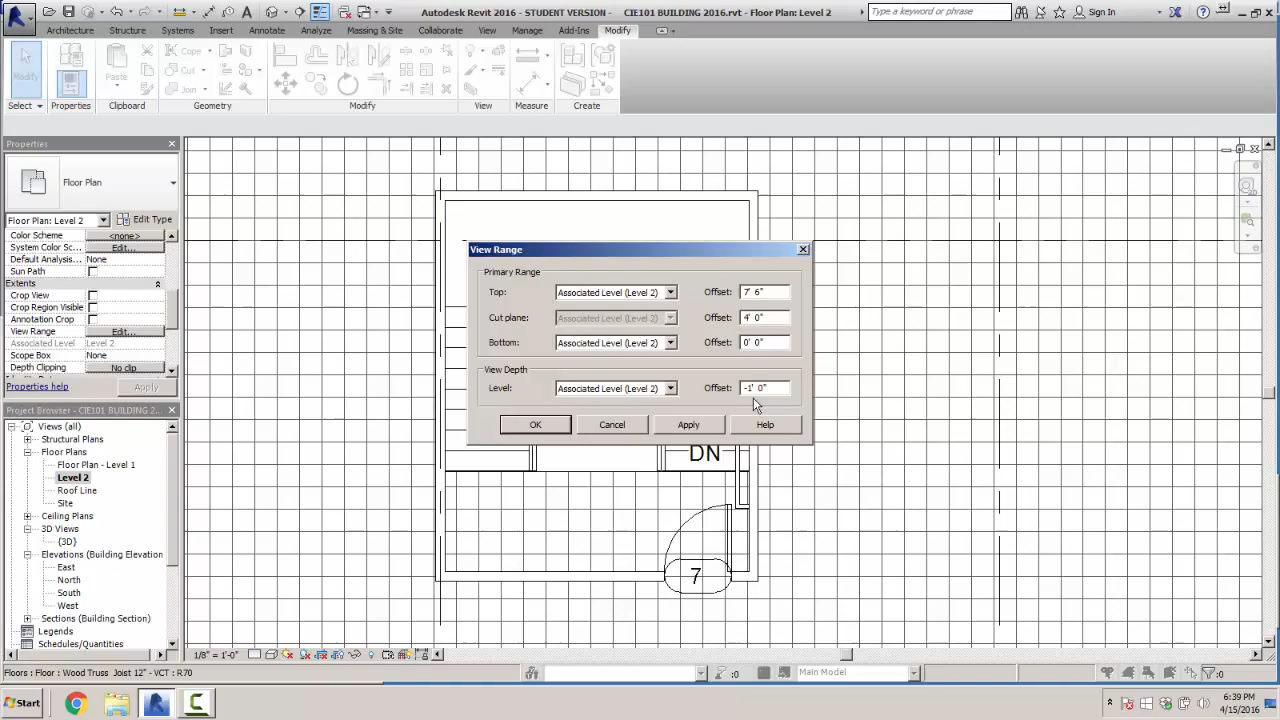 Autodesk Revit 2016 - STUDENT VERSION - CIE101 BUILDING 2016.rvt - Floor Plan: Level 2
Type a keyword or phrase
Sign In
Architecture Structure Systems Insert Annotate Analyze Massing & Site Collaborate View Manage Add-Ins Modify
Modify
Paste
Cope
Cut
Join
Select Properties Clipboard Geometry Modify View Measure Create
Properties
Floor Plan
Floor Plan: Level 2 Edit Type
Color Scheme <none>
System Color Sc... Edit...
Default Analysis... None
Sun Path
Extents
Crop View
Crop Region Visible
Annotation Crop
View Range Edit...
Associated Level Level 2
Scope Box None
Depth Clipping No clip
Properties help Apply
Project Browser - CIE101 BUILDING 2...
Views (all)
Structural Plans
Floor Plans
Floor Plan - Level 1
Level 2
Roof Line
Site
Ceiling Plans
3D Views
{3D}
Elevations (Building Elevation
East
North
South
West
Sections (Building Section)
Legends
Schedules/Quantities
View Range
Primary Range
Top: Associated Level (Level 2) Offset: 7' 6"
Cut plane: Associated Level (Level 2) Offset: 4' 0"
Bottom: Associated Level (Level 2) Offset: 0' 0"
View Depth
Level: Associated Level (Level 2) Offset: -1' 0"
OK Cancel Apply Help
DN
7
1/8" = 1'-0"
Floors : Floor : Wood Truss Joist 12" - VCT : R70
:0
Main Model
:0
Start
6:39 PM
4/15/2016